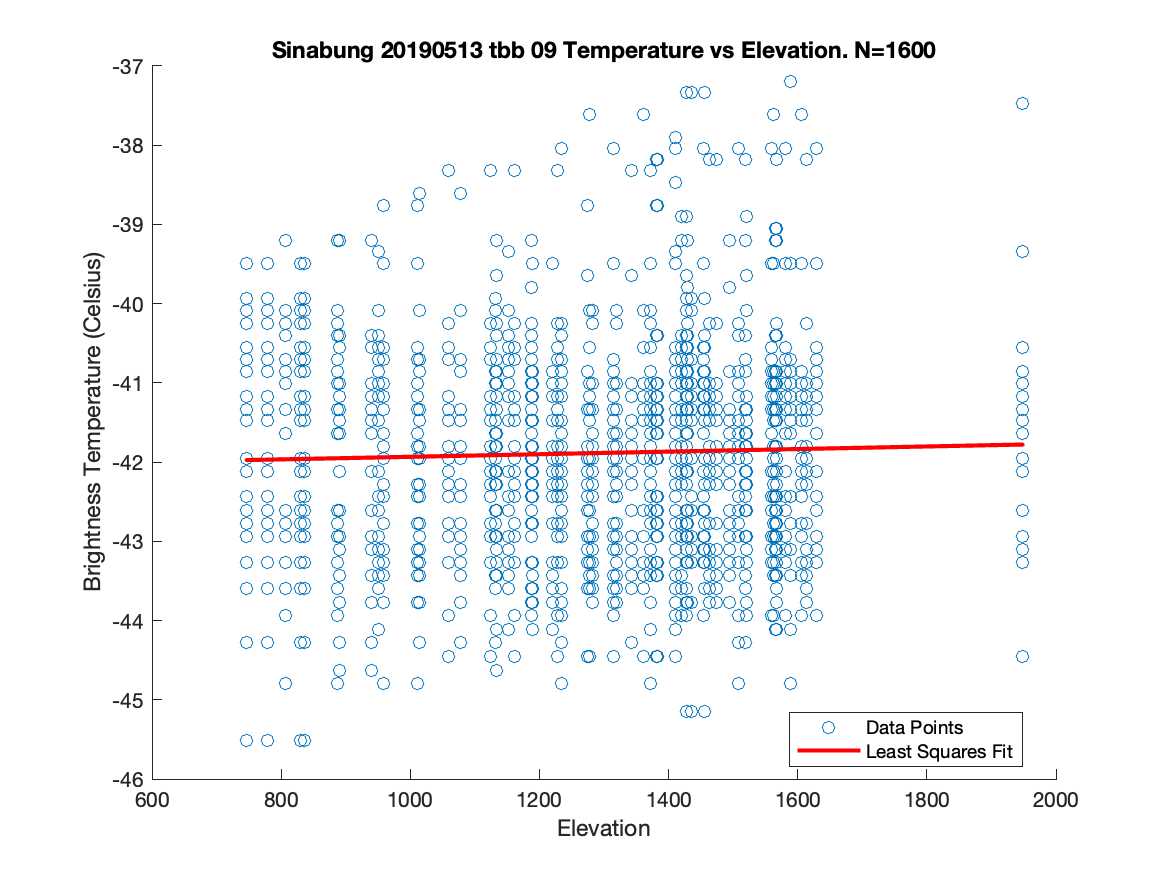 Sinabung 20190513 tbb 09 Temperature vs Elevation. N=1600
-37
-38
-39
-40
-41
-42
-43
-44
-45
-46
Brightness Temperature (Celsius)
600 800 1000 1200 1400 1600 1800 2000
Elevation
Data Points
Least Squares Fit